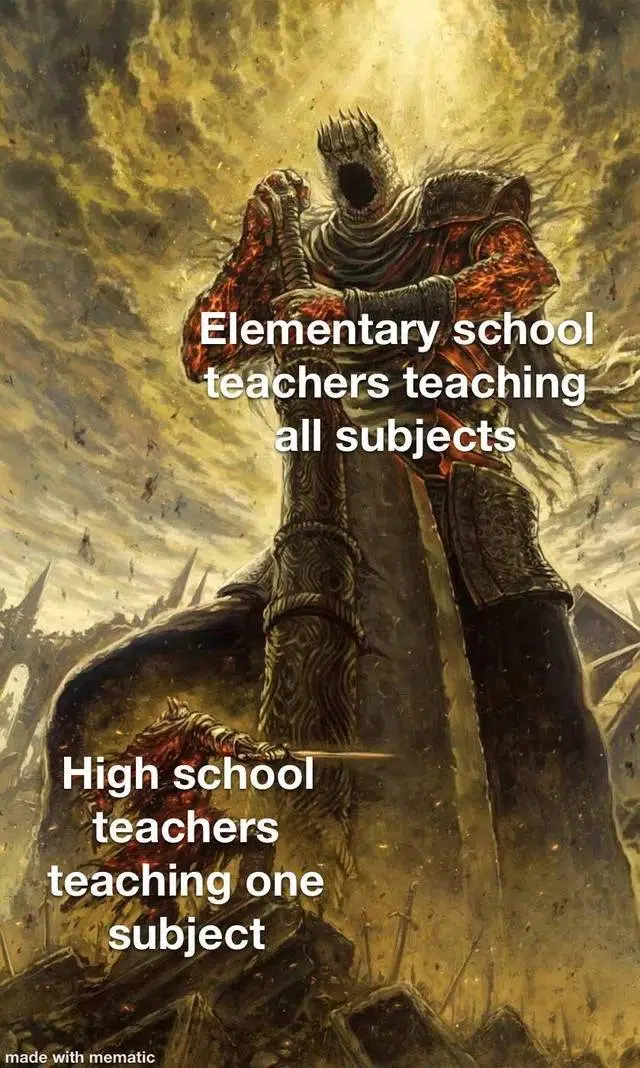 Elementary school
teachers teaching
all subjects
High school
teachers
teaching one
subject
made with mematic